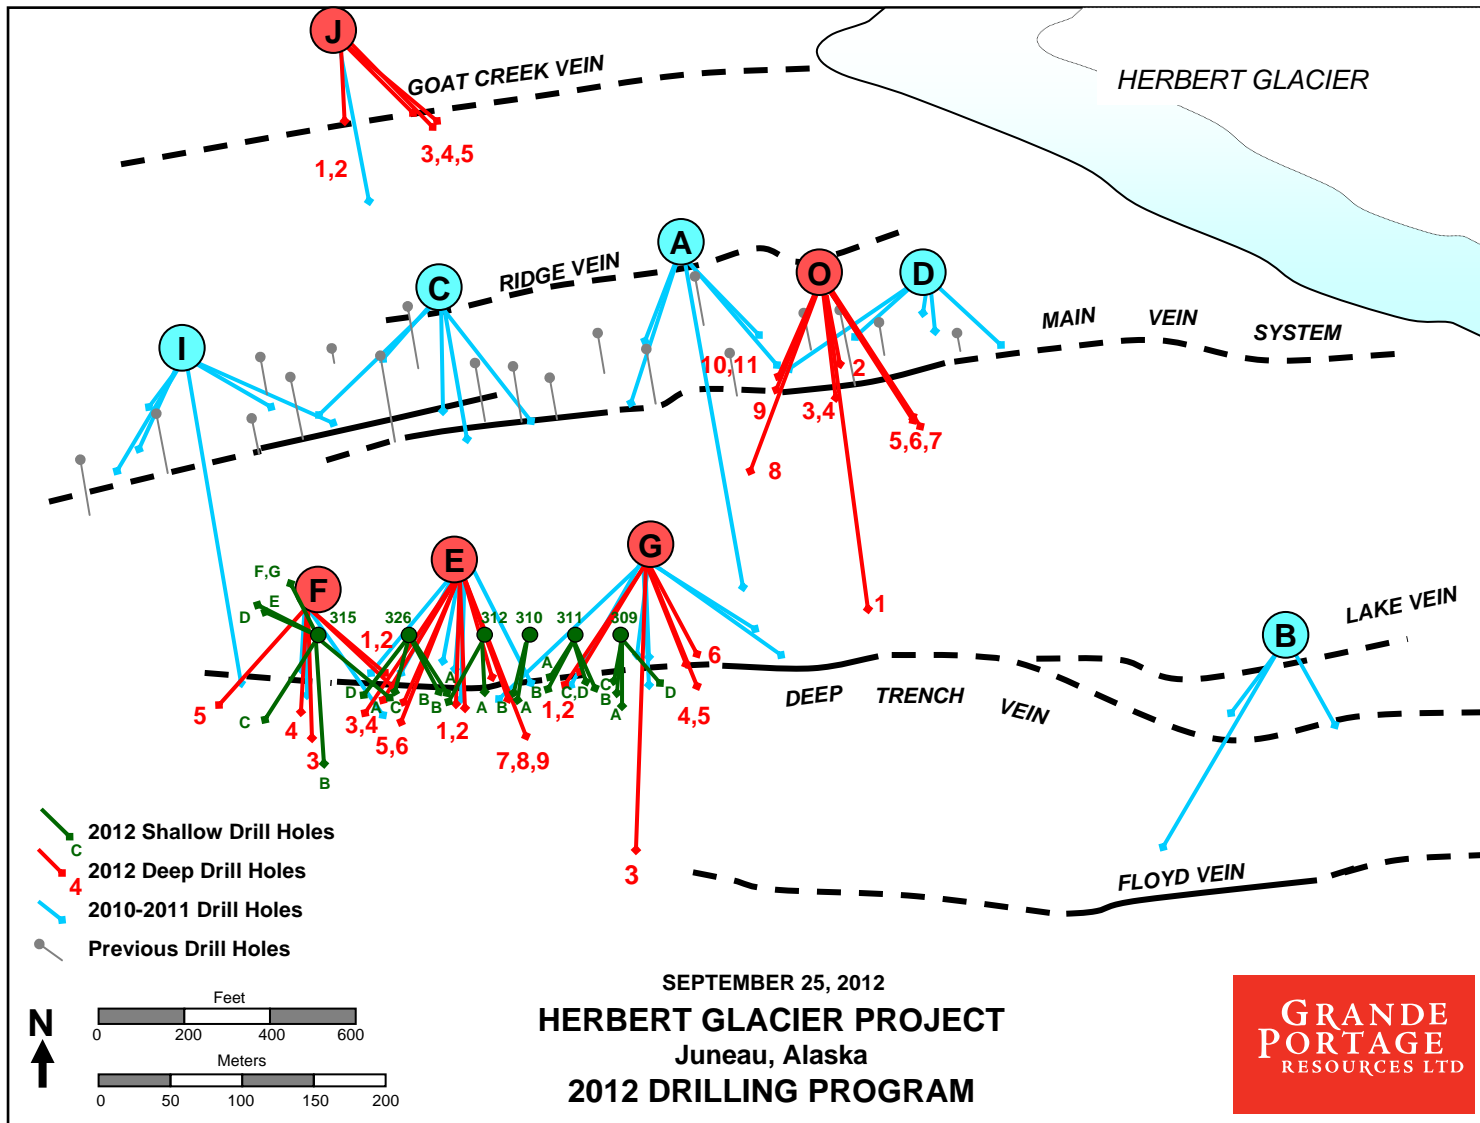 J
GOAT CREEK VEIN
HERBERT GLACIER
1,2
3,4,5
A
O
D
C
RIDGE VEIN
I
MAIN VEIN SYSTEM
10,11
2
9
3,4
5,6,7
8
G
E
F
F,G
E
D
315
326
312
310
311
309
1
1,2
6
LAKE VEIN
B
A
A
D
B
B
A
C
A
B
A
B
C,D
C
B
A
D
DEEP TRENCH VEIN
5
C
4
3
B
3,4
5,6
1,2
7,8,9
1,2
4,5
3
FLOYD VEIN
C
2012 Shallow Drill Holes
4
2012 Deep Drill Holes
2010-2011 Drill Holes
Previous Drill Holes
N
Feet
0 200 400 600
Meters
0 50 100 150 200
SEPTEMBER 25, 2012
HERBERT GLACIER PROJECT
Juneau, Alaska
2012 DRILLING PROGRAM
GRANDE
PORTAGE
RESOURCES LTD